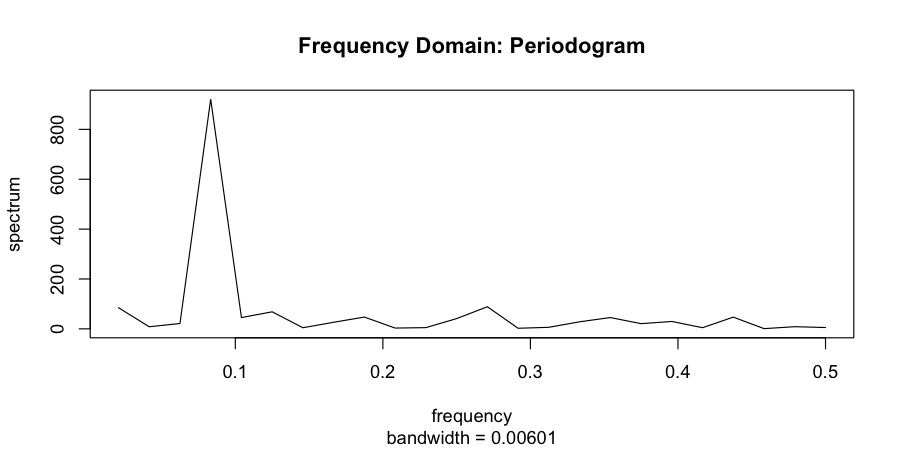 Frequency Domain: Periodogram
spectrum
800
600
400
200
0
0.1 0.2 0.3 0.4 0.5
frequency
bandwidth = 0.00601